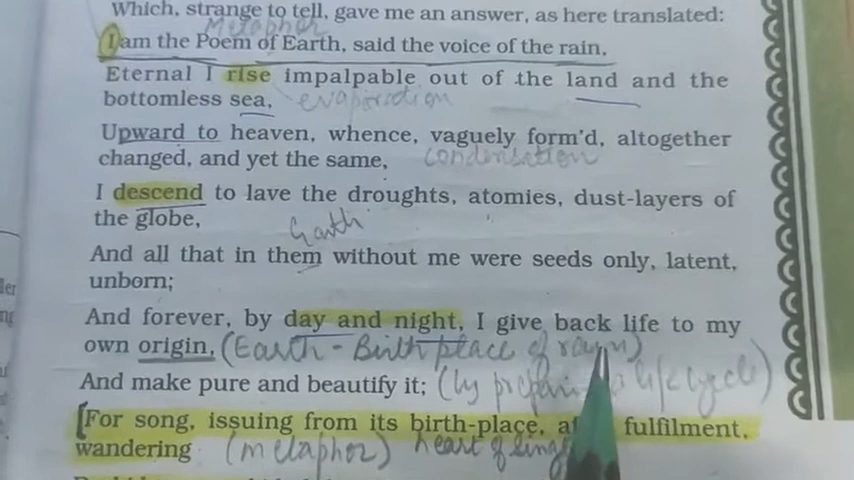 Which, strange to tell, gave me an answer, as here translated:
Metaphor
I am the Poem of Earth, said the voice of the rain,
Eternal I rise impalpable out of the land and the
bottomless sea, evaporation
Upward to heaven, whence, vaguely form'd, altogether
changed, and yet the same, condensation
I descend to lave the droughts, atomies, dust-layers of
the globe,
Earth
And all that in them without me were seeds only, latent,
unborn;
And forever, by day and night, I give back life to my
own origin, (Earth - Birth place of rain)
And make pure and beautify it; (by life cycle)
[For song, issuing from its birth-place, fulfilment,
wandering (metaphor) heart of